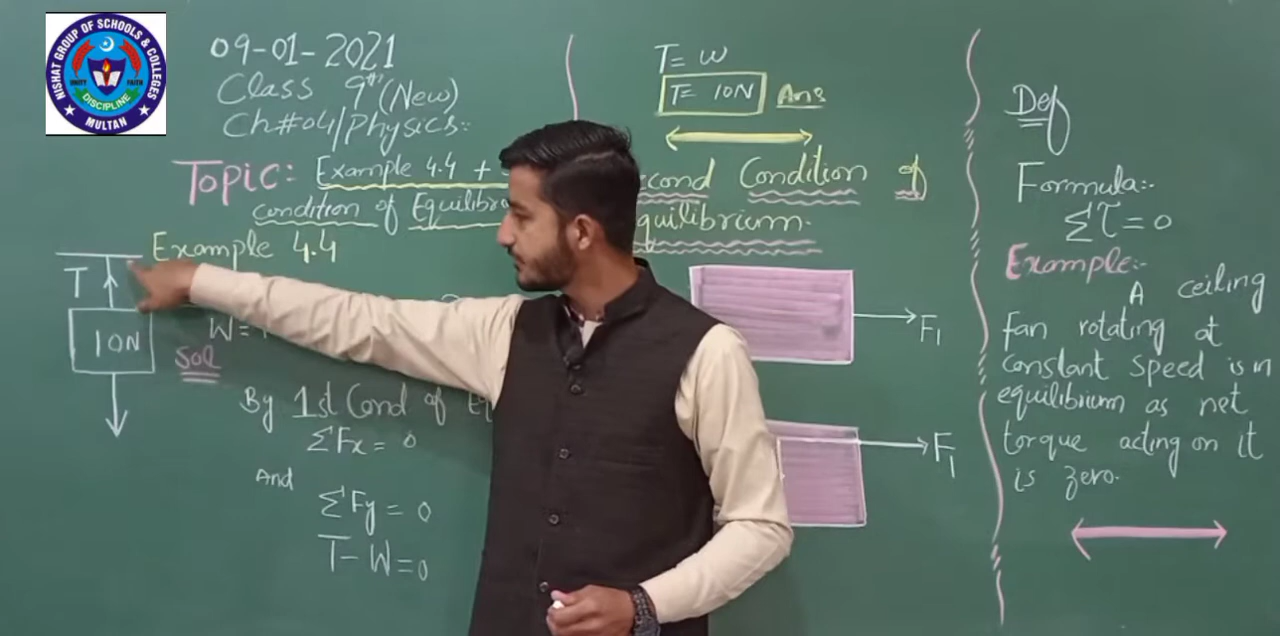 NISHAT GROUP OF SCHOOLS & COLLEGES
UNITY FAITH
DISCIPLINE
MULTAN
09-01-2021
Class 9th (New)
Ch#04/Physics:-
Topic: Example 4.4 +
condition of
Example 4.4
T
10N
W=
Sol
By 1st Cond of
ΣFx = 0
And
ΣFy = 0
T-W=0
T= W
T= 10N Ans
Condition of
F1
F1
Def
Formula:-
Στ=0
Example:-
A ceiling
fan rotating at
constant speed is in
equilibrium as net
torque acting on it
is zero.